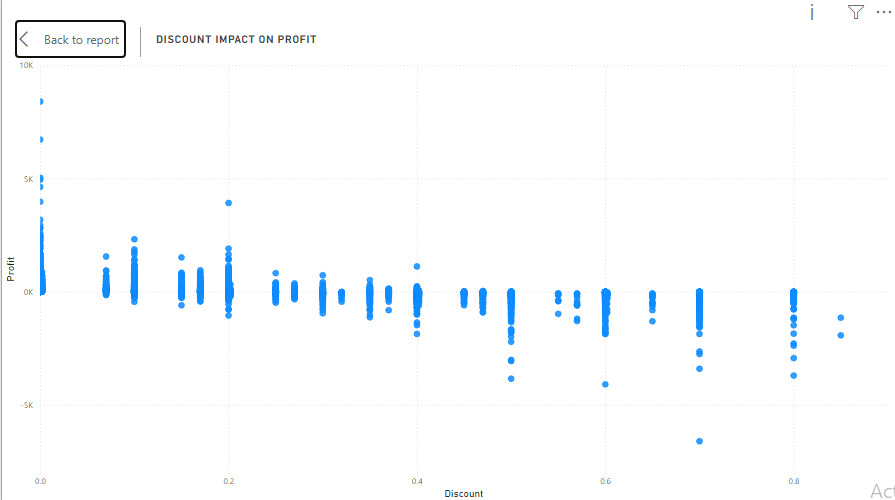 Back to report
DISCOUNT IMPACT ON PROFIT
10K
5K
0K
-5K
Profit
0.0
0.2
0.4
0.6
0.8
Discount
Act